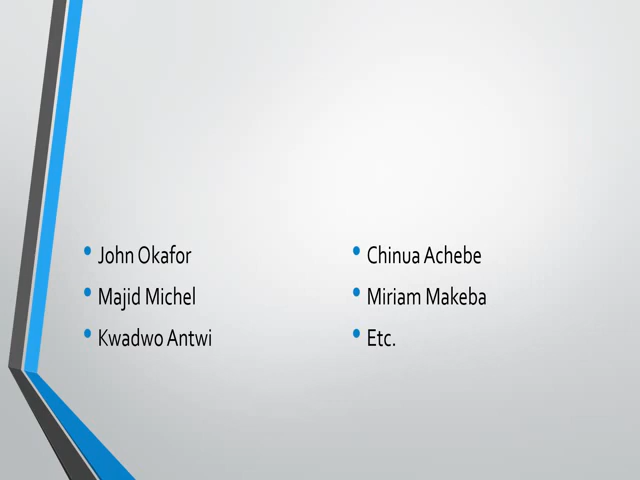 • John Okafor
• Majid Michel
• Kwadwo Antwi
• Chinua Achebe
• Miriam Makeba
• Etc.